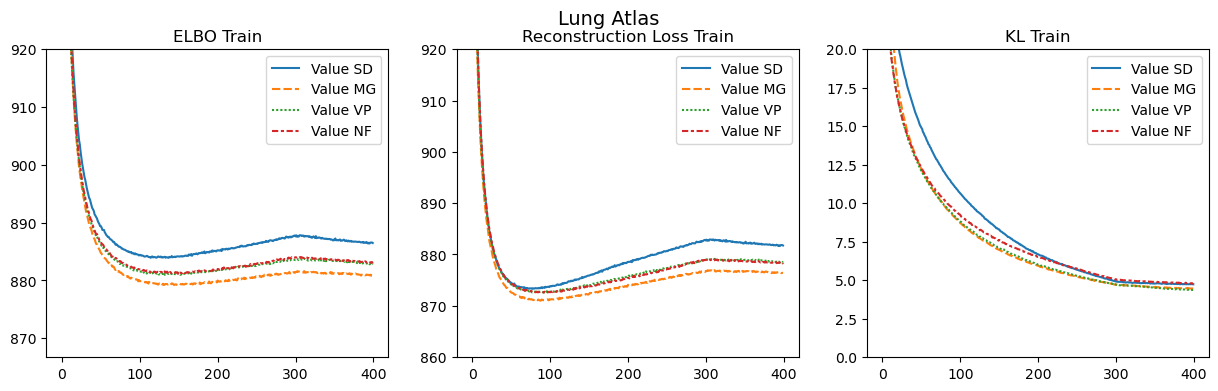 Lung Atlas
ELBO Train
920
910
900
890
880
870
0
100
200
300
400
Value SD
Value MG
Value VP
Value NF
Reconstruction Loss Train
920
910
900
890
880
870
860
0
100
200
300
400
Value SD
Value MG
Value VP
Value NF
KL Train
20.0
17.5
15.0
12.5
10.0
7.5
5.0
2.5
0.0
0
100
200
300
400
Value SD
Value MG
Value VP
Value NF